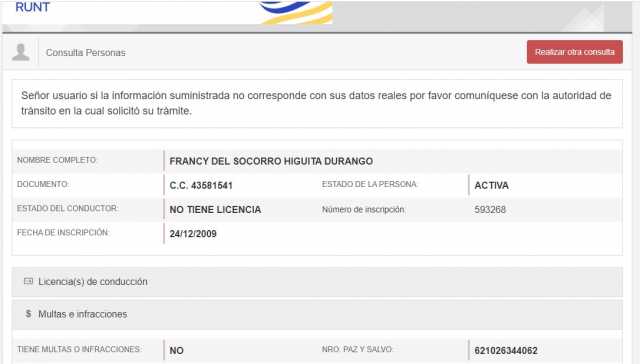 RUNT
Consulta Personas
Realizar otra consulta
Señor usuario si la información suministrada no corresponde con sus datos reales por favor comuníquese con la autoridad de
tránsito en la cual solicitó su trámite.
NOMBRE COMPLETO: FRANCY DEL SOCORRO HIGUITA DURANGO
DOCUMENTO: C.C. 43581541 ESTADO DE LA PERSONA: ACTIVA
ESTADO DEL CONDUCTOR: NO TIENE LICENCIA Número de inscripción: 593268
FECHA DE INSCRIPCIÓN: 24/12/2009
Licencia(s) de conducción
$ Multas e infracciones
TIENE MULTAS O INFRACCIONES: NO NRO. PAZ Y SALVO: 621026344062